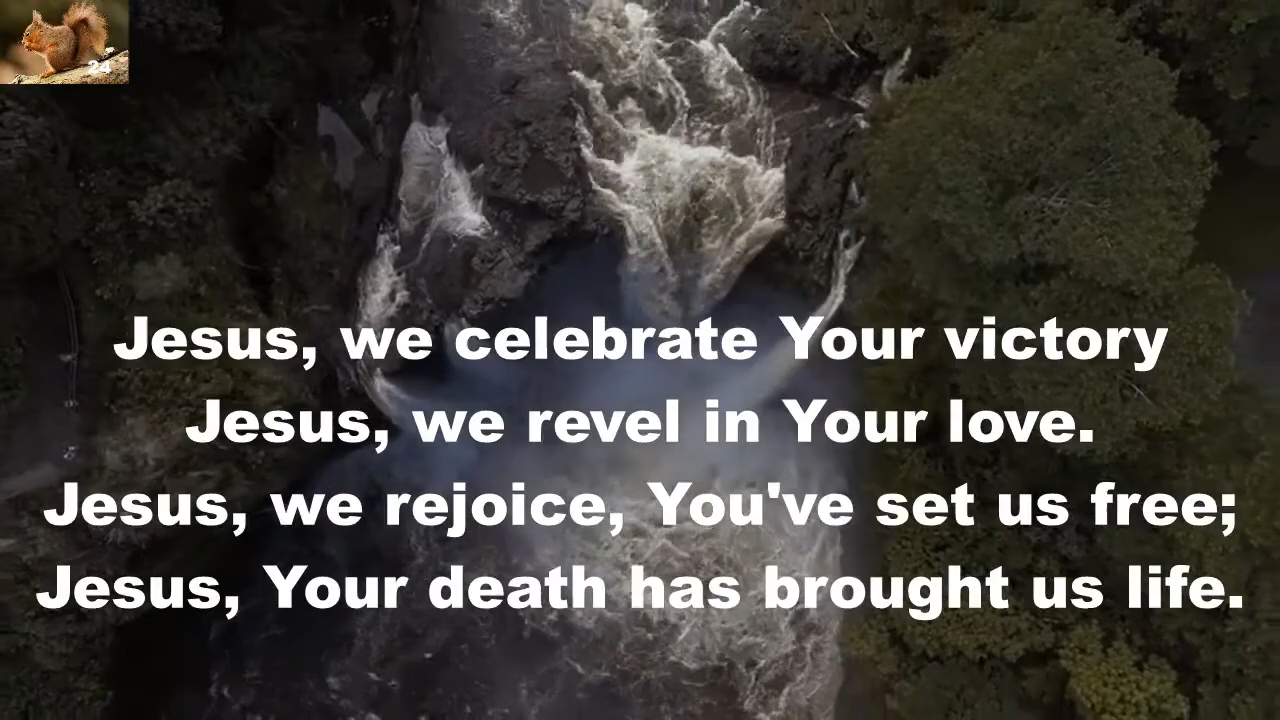 24
Jesus, we celebrate Your victory
Jesus, we revel in Your love.
Jesus, we rejoice, You've set us free;
Jesus, Your death has brought us life.